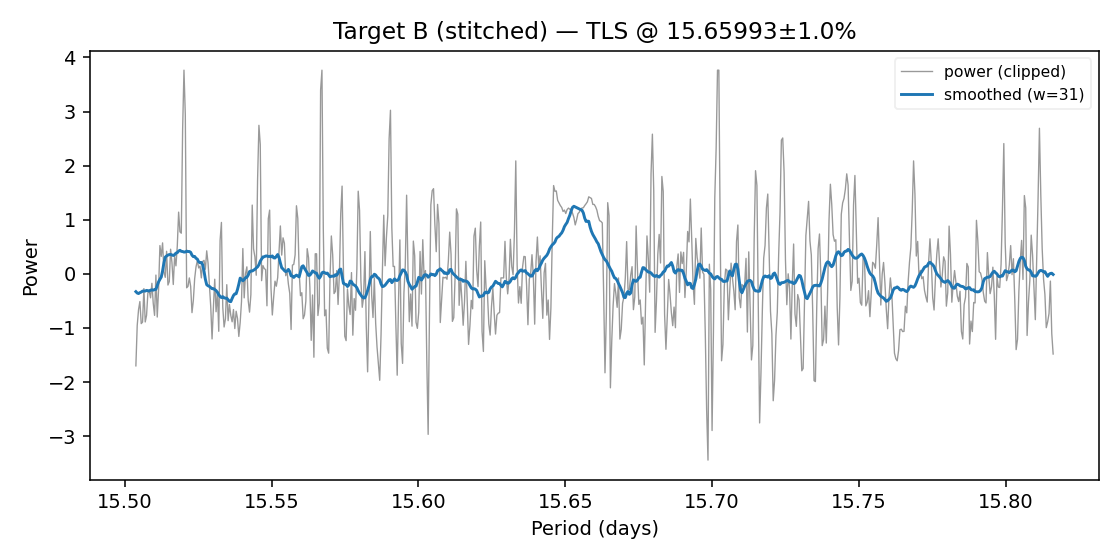 Target B (stitched) — TLS @ 15.65993±1.0%
power (clipped)
smoothed (w=31)
Power
4
3
2
1
0
−1
−2
−3
15.50 15.55 15.60 15.65 15.70 15.75 15.80
Period (days)